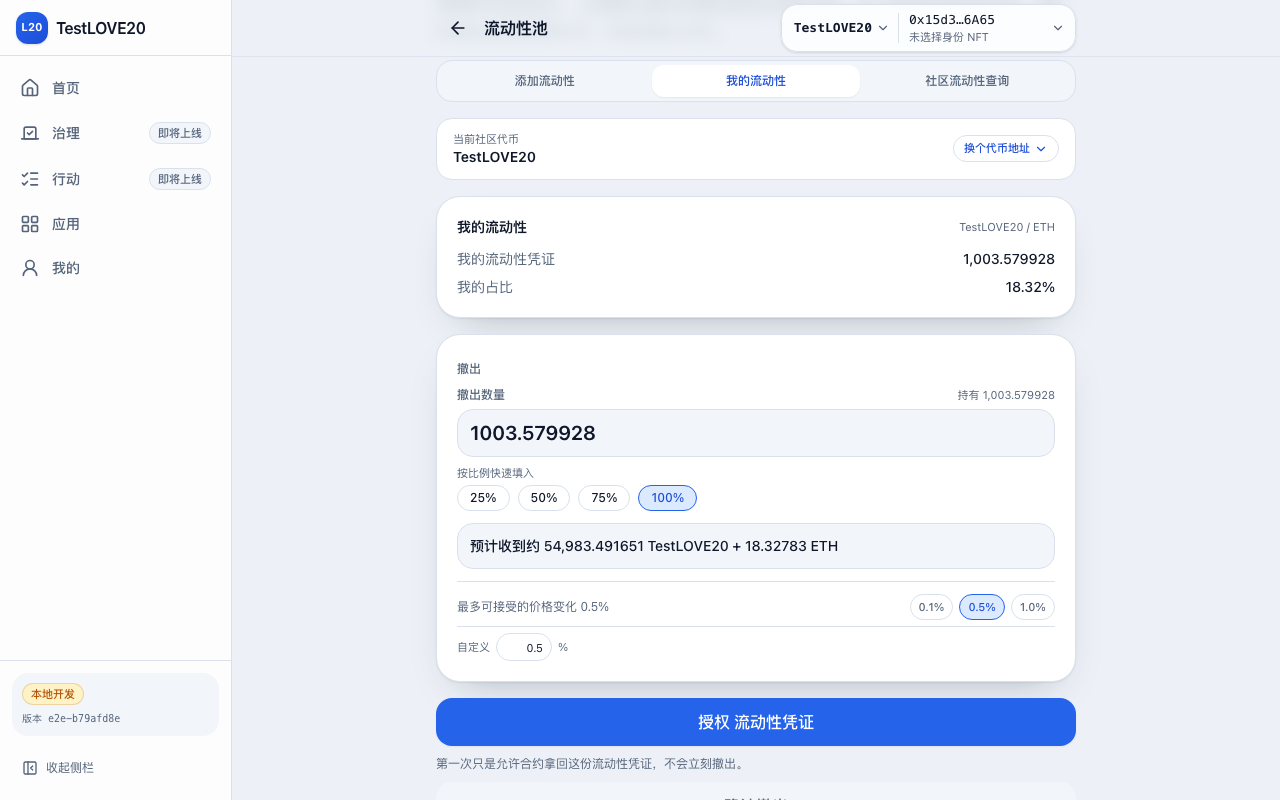 L20 TestLOVE20
首页
治理 即将上线
行动 即将上线
应用
我的
本地开发
版本 e2e-b79afd8e
收起侧栏
流动性池
TestLOVE20
0x15d3…6A65
未选择身份 NFT
添加流动性 我的流动性 社区流动性查询
当前社区代币
TestLOVE20
换个代币地址
我的流动性 TestLOVE20 / ETH
我的流动性凭证 1,003.579928
我的占比 18.32%
撤出
撤出数量 持有 1,003.579928
1003.579928
按比例快速填入
25% 50% 75% 100%
预计收到约 54,983.491651 TestLOVE20 + 18.32783 ETH
最多可接受的价格变化 0.5% 0.1% 0.5% 1.0%
自定义 0.5 %
授权 流动性凭证
第一次只是允许合约拿回这份流动性凭证，不会立刻撤出。